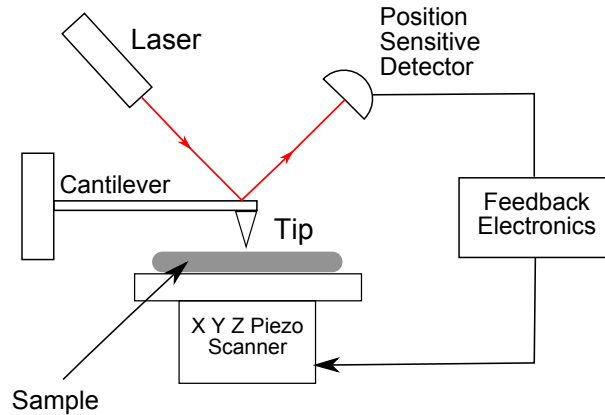 Laser
Position
Sensitive
Detector
Cantilever
Tip
Feedback
Electronics
X Y Z Piezo
Scanner
Sample